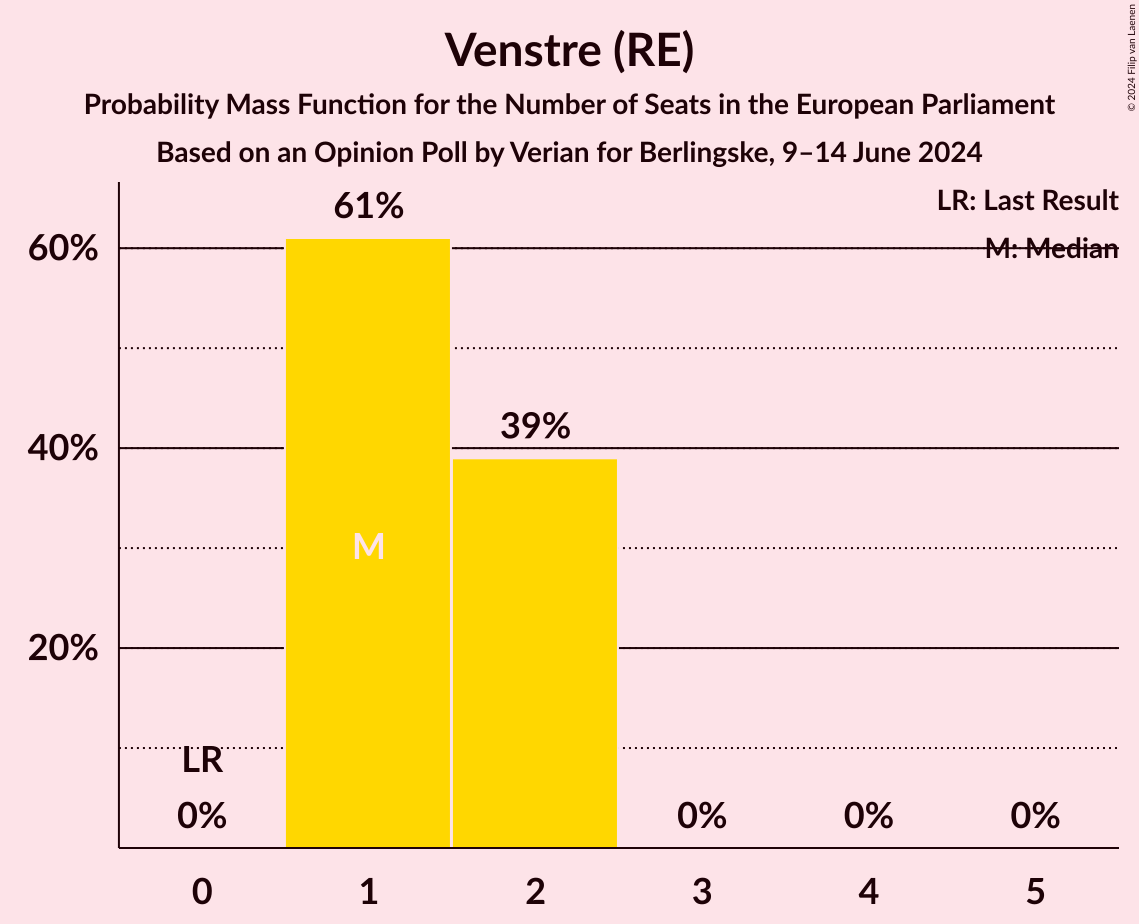 Venstre (RE)
Probability Mass Function for the Number of Seats in the European Parliament
Based on an Opinion Poll by Verian for Berlingske, 9–14 June 2024
© 2024 Filip van Laenen
LR: Last Result
M: Median
61%
60%
39%
40%
M
20%
LR
0%
0%
0%
0%
0
1
2
3
4
5